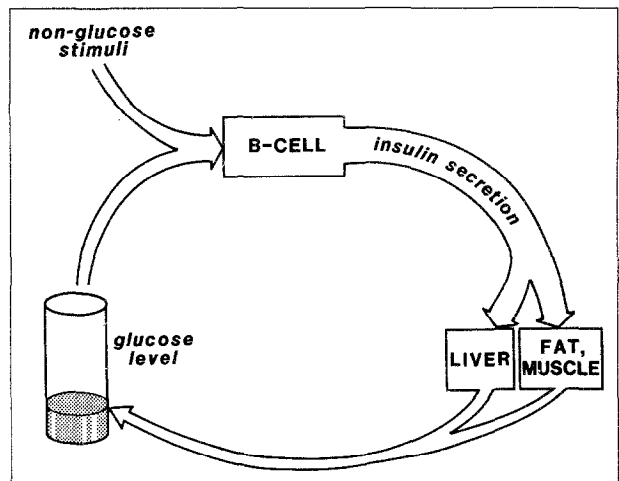 non-glucose
stimuli
B-CELL
insulin secretion
glucose
level
LIVER
FAT,
MUSCLE